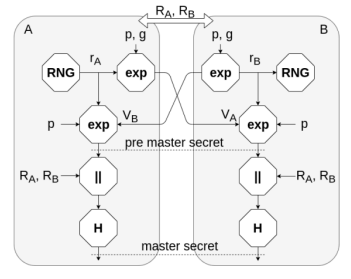 R_A, R_B
A
B
p, g
p, g
RNG
r_A
exp
exp
r_B
RNG
p
exp
V_B
V_A
exp
p
pre master secret
R_A, R_B
||
||
R_A, R_B
H
H
master secret